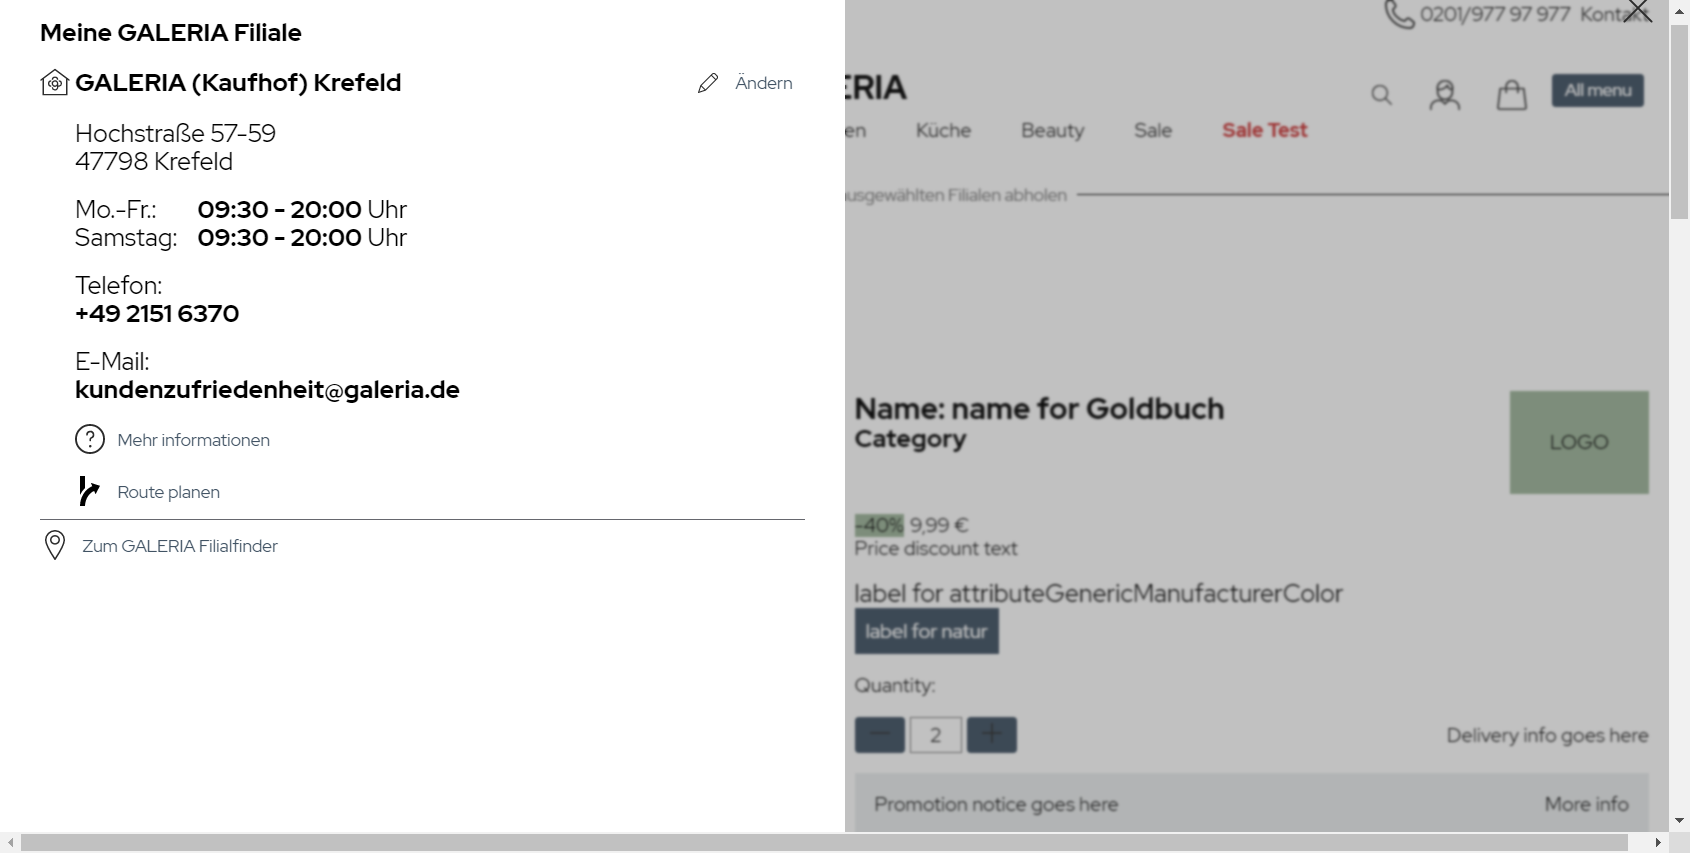 Meine GALERIA Filiale
GALERIA (Kaufhof) Krefeld
Ändern
Hochstraße 57-59
47798 Krefeld
Mo.-Fr.: 09:30 - 20:00 Uhr
Samstag: 09:30 - 20:00 Uhr
Telefon:
+49 2151 6370
E-Mail:
kundenzufriedenheit@galeria.de
Mehr informationen
Route planen
Zum GALERIA Filialfinder
0201/977 97 977 Kontakt
ERIA
All menu
en Küche Beauty Sale Sale Test
ausgewählten Filialen abholen
Name: name for Goldbuch
Category
LOGO
-40% 9,99 €
Price discount text
label for attributeGenericManufacturerColor
label for natur
Quantity:
2
Delivery info goes here
Promotion notice goes here
More info